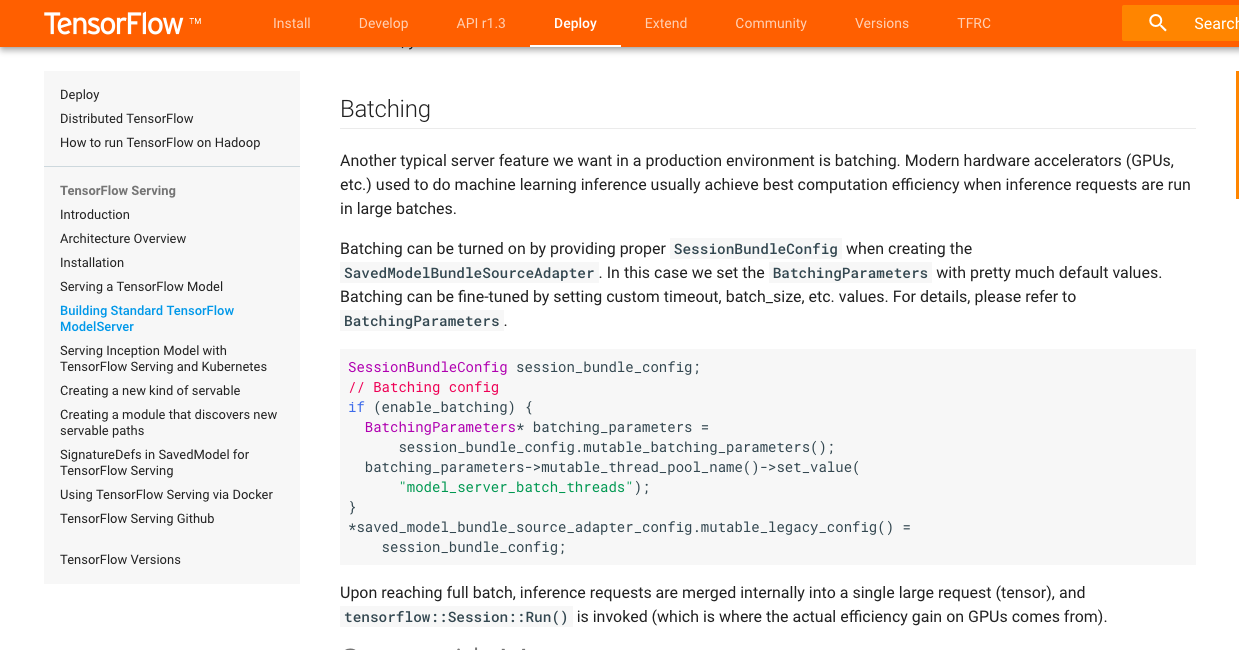 TensorFlow ™ Install Develop API r1.3 Deploy Extend Community Versions TFRC Search
Deploy
Distributed TensorFlow
How to run TensorFlow on Hadoop
TensorFlow Serving
Introduction
Architecture Overview
Installation
Serving a TensorFlow Model
Building Standard TensorFlow
ModelServer
Serving Inception Model with
TensorFlow Serving and Kubernetes
Creating a new kind of servable
Creating a module that discovers new
servable paths
SignatureDefs in SavedModel for
TensorFlow Serving
Using TensorFlow Serving via Docker
TensorFlow Serving Github
TensorFlow Versions
Batching
Another typical server feature we want in a production environment is batching. Modern hardware accelerators (GPUs,
etc.) used to do machine learning inference usually achieve best computation efficiency when inference requests are run
in large batches.
Batching can be turned on by providing proper SessionBundleConfig when creating the
SavedModelBundleSourceAdapter. In this case we set the BatchingParameters with pretty much default values.
Batching can be fine-tuned by setting custom timeout, batch_size, etc. values. For details, please refer to
BatchingParameters.
SessionBundleConfig session_bundle_config;
// Batching config
if (enable_batching) {
  BatchingParameters* batching_parameters =
      session_bundle_config.mutable_batching_parameters();
  batching_parameters->mutable_thread_pool_name()->set_value(
      "model_server_batch_threads");
}
*saved_model_bundle_source_adapter_config.mutable_legacy_config() =
    session_bundle_config;
Upon reaching full batch, inference requests are merged internally into a single large request (tensor), and
tensorflow::Session::Run() is invoked (which is where the actual efficiency gain on GPUs comes from).